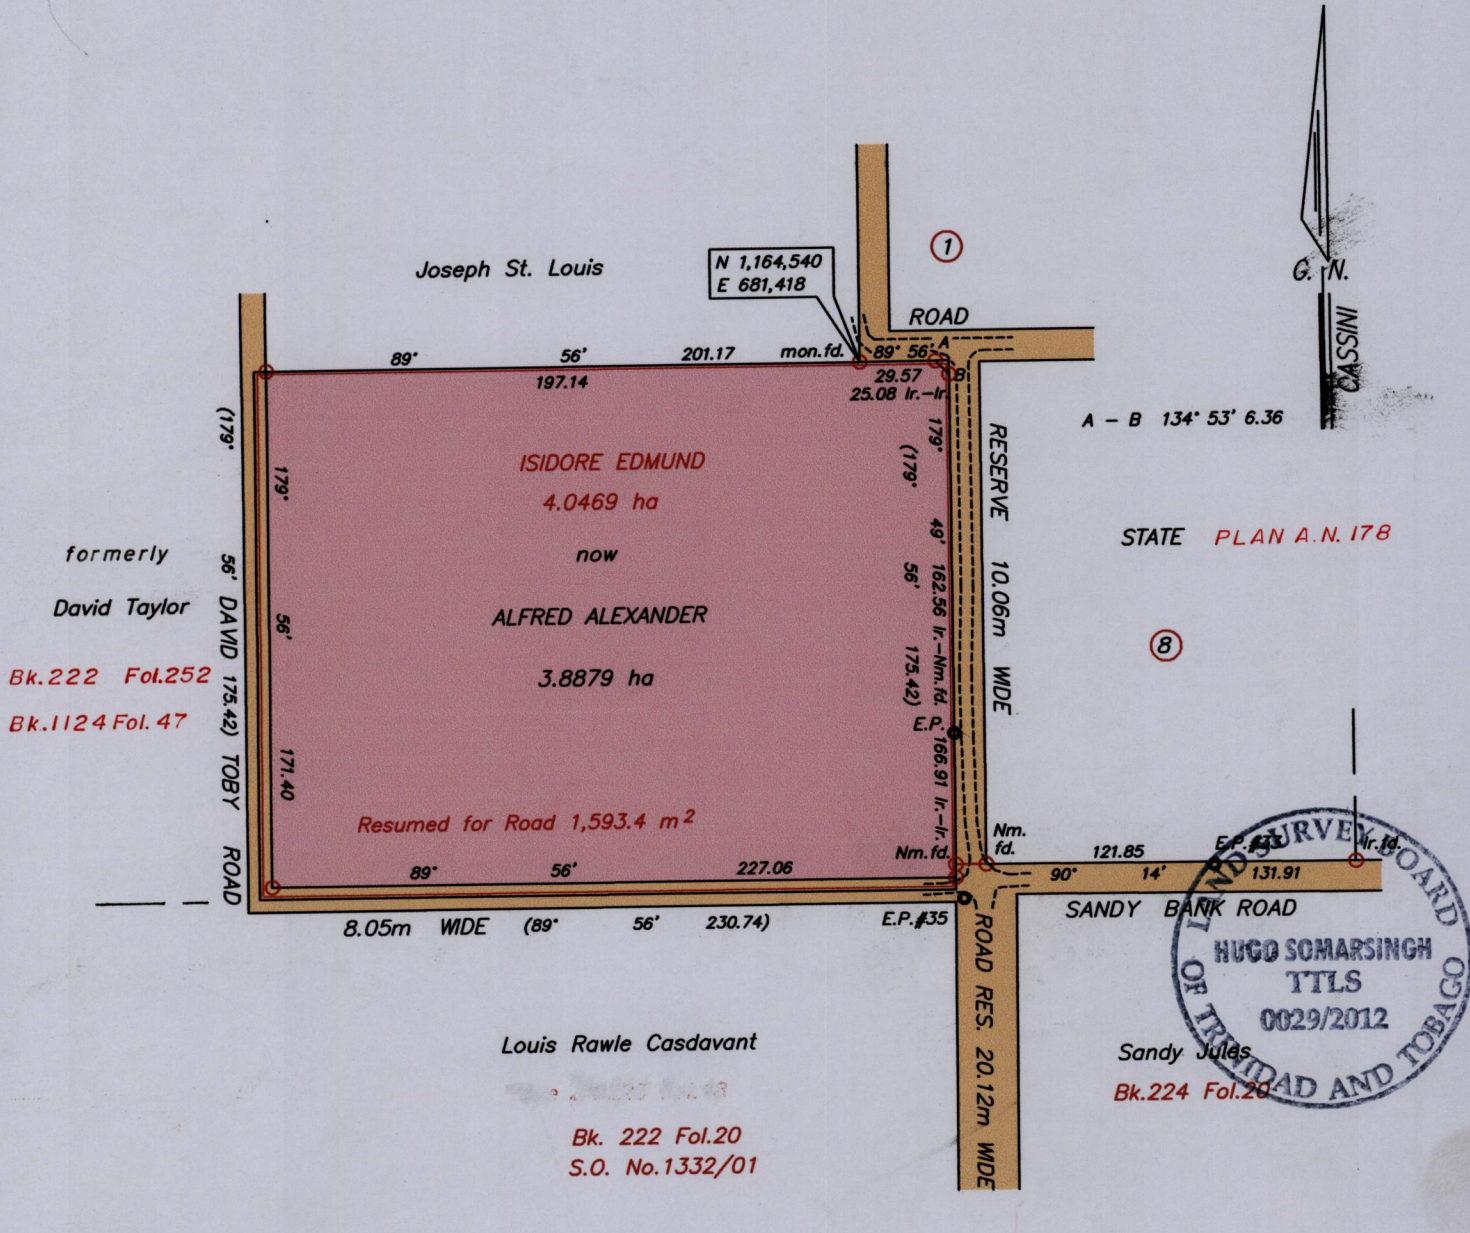 G. N.
CASSINI
1
Joseph St. Louis
N 1,164,540
E 681,418
ROAD
89° 56' 201.17 mon.fd. 89° 56' A
197.14
29.57 B
25.08 Ir.-Ir.
A - B 134° 53' 6.36
179° 49' 162.56 Ir.-Nm.fd.
(179° 56' 175.42)
166.91 Ir.-Ir.
E.P.
RESERVE 10.06m WIDE
ISIDORE EDMUND
4.0469 ha
now
ALFRED ALEXANDER
3.8879 ha
Resumed for Road 1,593.4 m²
(179° 56' 175.42)
DAVID TOBY ROAD
179° 56' 171.40
formerly
David Taylor
Bk.222 Fol.252
Bk.1124 Fol. 47
STATE PLAN A.N. 178
8
Nm.fd.
Nm.
fd.
89° 56' 227.06
8.05m WIDE (89° 56' 230.74)
E.P.#35
121.85 E.P.#33 Ir.fd.
90° 14' 131.91
SANDY BANK ROAD
ROAD RES. 20.12m WIDE
LAND SURVEY BOARD
HUGO SOMARSINGH
TTLS
0029/2012
OF TRINIDAD AND TOBAGO
Louis Rawle Casdavant
Bk. 222 Fol.20
S.O. No.1332/01
Sandy Jules
Bk.224 Fol.20